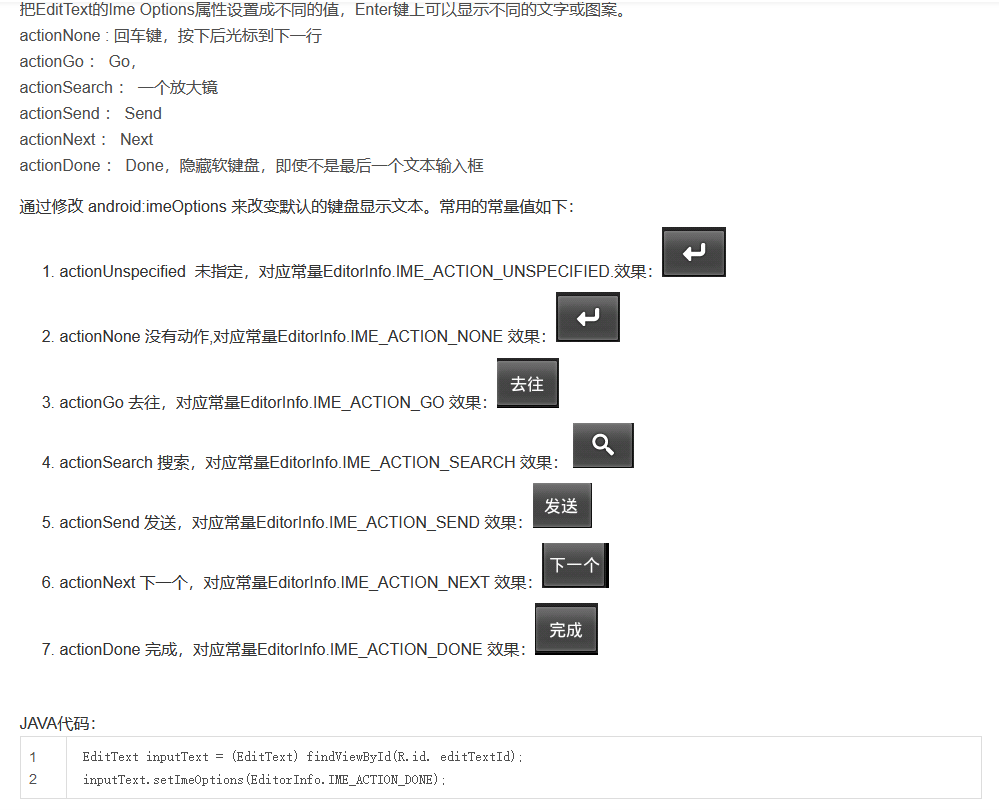 把EditText的Ime Options属性设置成不同的值，Enter键上可以显示不同的文字或图案。
actionNone : 回车键，按下后光标到下一行
actionGo ： Go，
actionSearch ： 一个放大镜
actionSend ： Send
actionNext ： Next
actionDone ： Done，隐藏软键盘，即使不是最后一个文本输入框
通过修改 android:imeOptions 来改变默认的键盘显示文本。常用的常量值如下：
1. actionUnspecified 未指定，对应常量EditorInfo.IME_ACTION_UNSPECIFIED.效果：
2. actionNone 没有动作,对应常量EditorInfo.IME_ACTION_NONE 效果：
3. actionGo 去往，对应常量EditorInfo.IME_ACTION_GO 效果： 去往
4. actionSearch 搜索，对应常量EditorInfo.IME_ACTION_SEARCH 效果：
5. actionSend 发送，对应常量EditorInfo.IME_ACTION_SEND 效果： 发送
6. actionNext 下一个，对应常量EditorInfo.IME_ACTION_NEXT 效果： 下一个
7. actionDone 完成，对应常量EditorInfo.IME_ACTION_DONE 效果： 完成
JAVA代码：
1 EditText inputText = (EditText) findViewById(R.id. editTextId);
2 inputText.setImeOptions(EditorInfo.IME_ACTION_DONE);